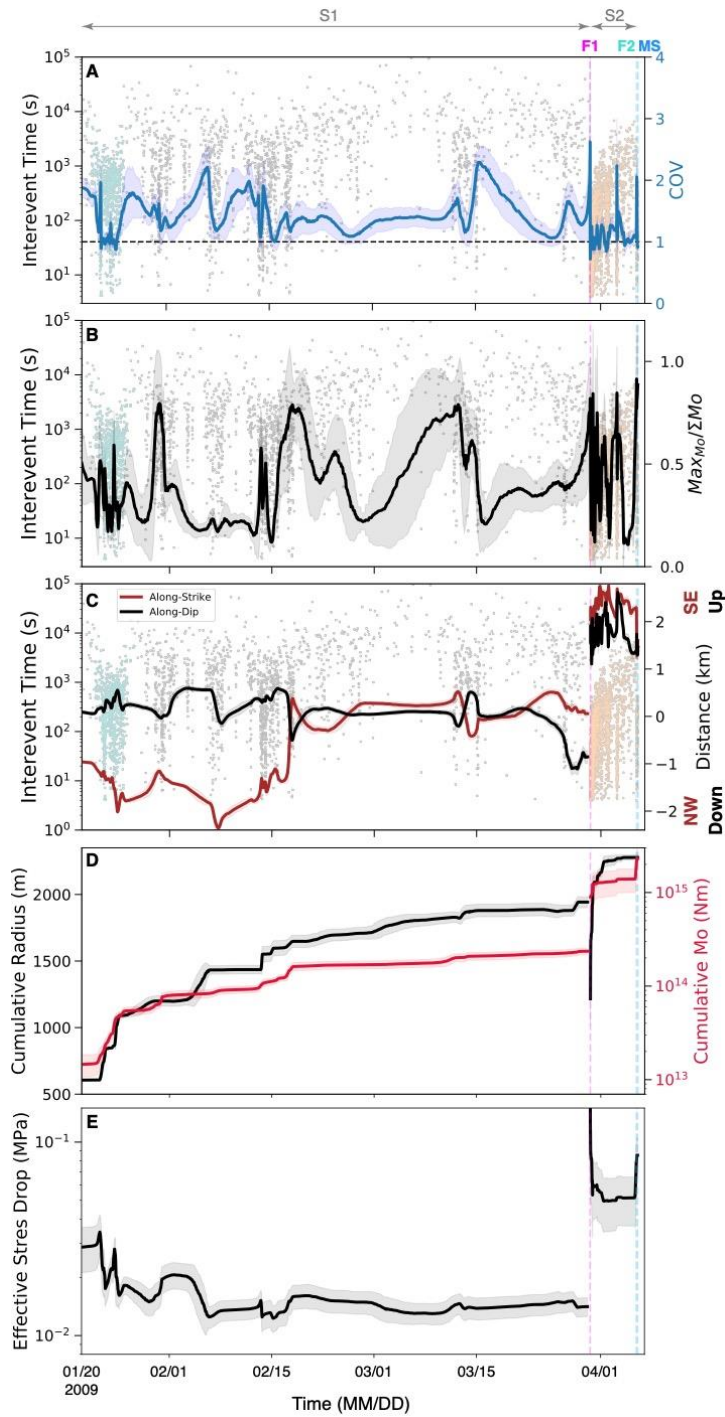 S1 S2
F1 F2 MS
A
Interevent Time (s)
10^5
10^4
10^3
10^2
10^1
4
3
2
1
0
COV
B
Interevent Time (s)
10^5
10^4
10^3
10^2
10^1
1.0
0.5
0.0
Max_Mo/ΣMo
C
Along-Strike
Along-Dip
Interevent Time (s)
10^5
10^4
10^3
10^2
10^1
10^0
2
1
0
−1
−2
Distance (km)
SE Up
NW Down
D
Cumulative Radius (m)
2000
1500
1000
500
10^15
10^14
10^13
Cumulative Mo (Nm)
E
Effective Stres Drop (MPa)
10^−1
10^−2
01/20 02/01 02/15 03/01 03/15 04/01
2009
Time (MM/DD)